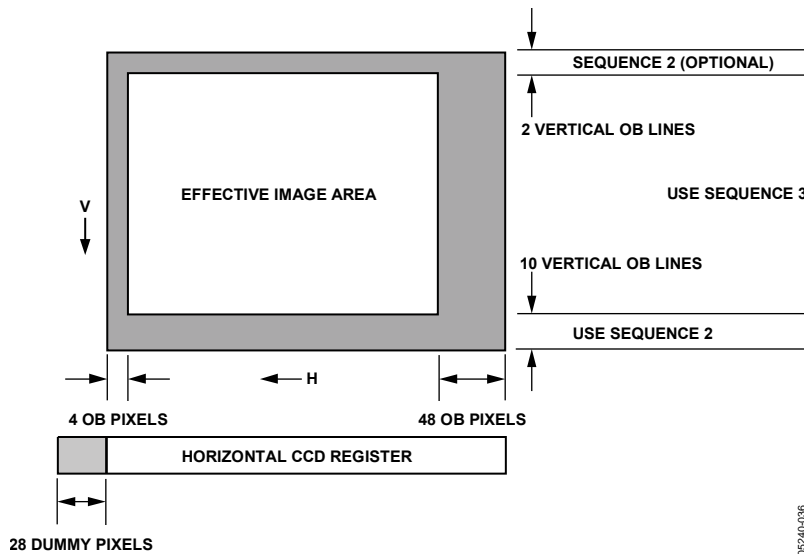 SEQUENCE 2 (OPTIONAL)
2 VERTICAL OB LINES
EFFECTIVE IMAGE AREA
USE SEQUENCE 3
V
10 VERTICAL OB LINES
USE SEQUENCE 2
H
4 OB PIXELS
48 OB PIXELS
HORIZONTAL CCD REGISTER
28 DUMMY PIXELS
05240-036